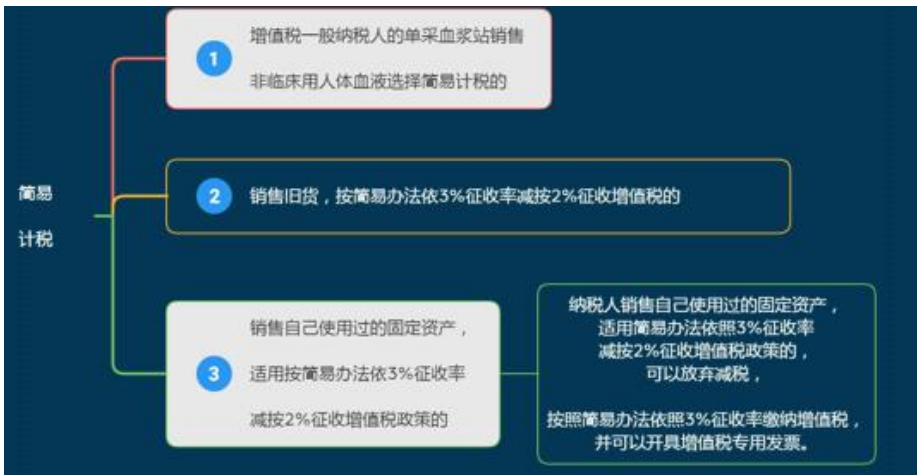 简易
计税
1
增值税一般纳税人的单采血浆站销售
非临床用人体血液选择简易计税的
2
销售旧货，按简易办法依3%征收率减按2%征收增值税的
3
销售自己使用过的固定资产，
适用按简易办法依3%征收率
减按2%征收增值税政策的
纳税人销售自己使用过的固定资产，
适用简易办法依照3%征收率
减按2%征收增值税政策的，
可以放弃减税，
按照简易办法依照3%征收率缴纳增值税，
并可以开具增值税专用发票。